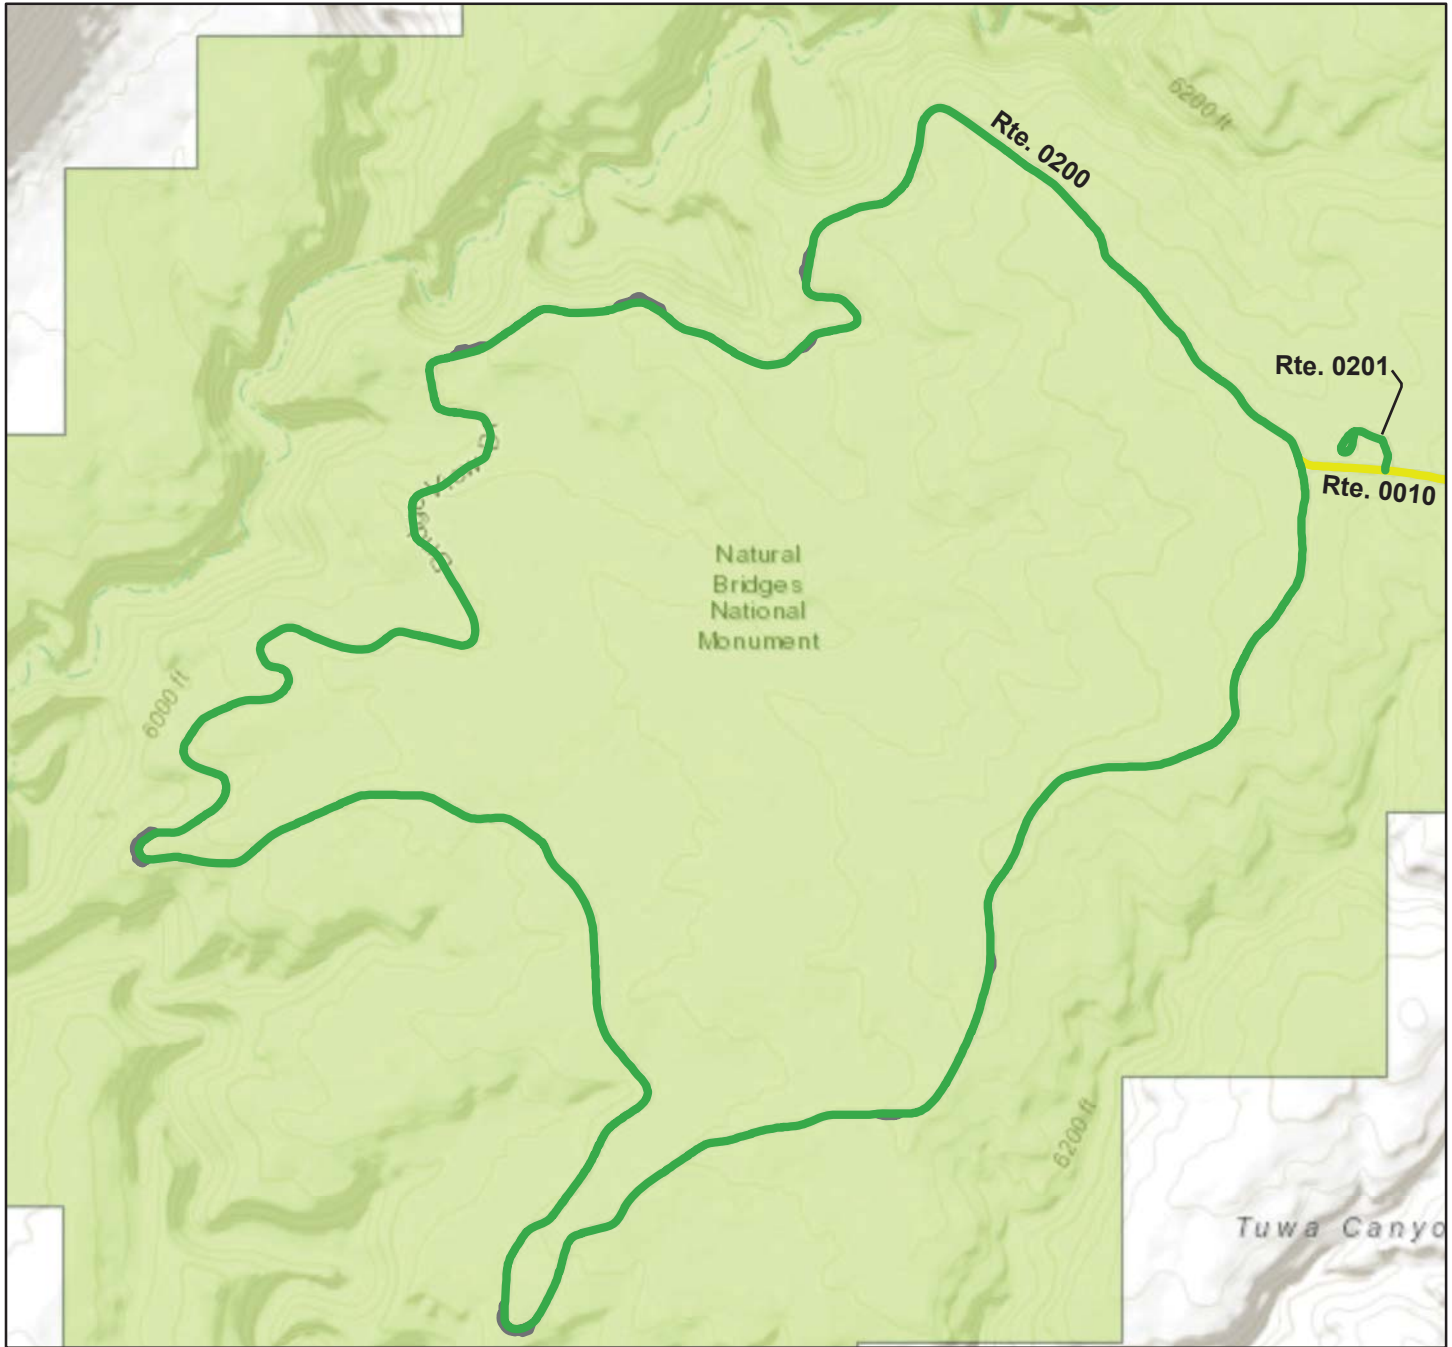 6200 ft
Rte. 0200
Rte. 0201
Rte. 0010
Natural
Bridges
National
Monument
6000 ft
6200 ft
Tuwa Canyo